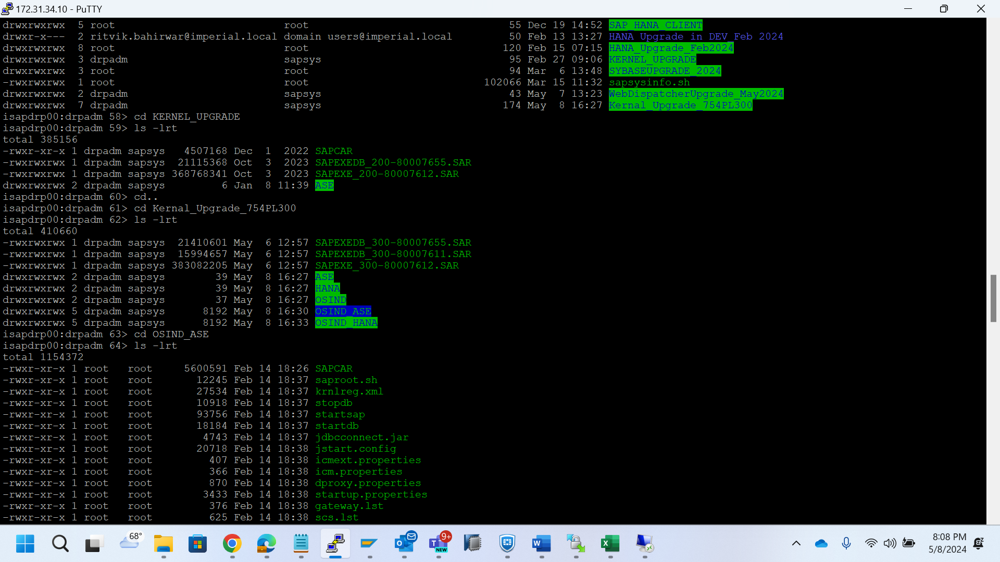 172.31.34.10 - PuTTY
drwxrwxrwx  5 root                           root                                55 Dec 19 14:52 SAP_HANA_CLIENT
drwxr-x---  2 ritvik.bahirwar@imperial.local domain users@imperial.local         50 Feb 13 13:27 HANA Upgrade in DEV_Feb 2024
drwxrwxrwx  8 root                           root                               120 Feb 15 07:15 HANA_Upgrade_Feb2024
drwxrwxrwx  3 drpadm                         sapsys                              95 Feb 27 09:06 KERNEL_UPGRADE
drwxrwxrwx  3 root                           root                                94 Mar  6 13:48 SYBASEUPGRADE_2024
-rwxrwxrwx  1 root                           root                            102066 Mar 15 11:32 sapsysinfo.sh
drwxrwxrwx  2 drpadm                         sapsys                              43 May  7 13:23 WebDispatcherUpgrade_May2024
drwxrwxrwx  7 drpadm                         sapsys                             174 May  8 16:27 Kernal_Upgrade_754PL300
isapdrp00:drpadm 58> cd KERNEL_UPGRADE
isapdrp00:drpadm 59> ls -lrt
total 385156
-rwxr-xr-x 1 drpadm sapsys   4507168 Dec  1  2022 SAPCAR
-rwxr-xr-x 1 drpadm sapsys  21115368 Oct  3  2023 SAPEXEDB_200-80007655.SAR
-rwxr-xr-x 1 drpadm sapsys 368768341 Oct  3  2023 SAPEXE_200-80007612.SAR
drwxrwxrwx 2 drpadm sapsys         6 Jan  8 11:39 ASE
isapdrp00:drpadm 60> cd..
isapdrp00:drpadm 61> cd Kernal_Upgrade_754PL300
isapdrp00:drpadm 62> ls -lrt
total 410660
-rwxrwxrwx 1 drpadm sapsys  21410601 May  6 12:57 SAPEXEDB_300-80007655.SAR
-rwxrwxrwx 1 drpadm sapsys  15994657 May  6 12:57 SAPEXEDB_300-80007611.SAR
-rwxrwxrwx 1 drpadm sapsys 383082205 May  6 12:57 SAPEXE_300-80007612.SAR
drwxrwxrwx 2 drpadm sapsys        39 May  8 16:27 ASE
drwxrwxrwx 2 drpadm sapsys        39 May  8 16:27 HANA
drwxrwxrwx 2 drpadm sapsys        37 May  8 16:27 OSIND
drwxrwxrwx 5 drpadm sapsys      8192 May  8 16:30 OSIND_ASE
drwxrwxrwx 5 drpadm sapsys      8192 May  8 16:33 OSIND_HANA
isapdrp00:drpadm 63> cd OSIND_ASE
isapdrp00:drpadm 64> ls -lrt
total 1154372
-rwxr-xr-x 1 root   root     5600591 Feb 14 18:26 SAPCAR
-rwxr-xr-x 1 root   root       12245 Feb 14 18:37 saproot.sh
-rwxr-xr-x 1 root   root       27534 Feb 14 18:37 krnlreg.xml
-rwxr-xr-x 1 root   root       10918 Feb 14 18:37 stopdb
-rwxr-xr-x 1 root   root       93756 Feb 14 18:37 startsap
-rwxr-xr-x 1 root   root       18184 Feb 14 18:37 startdb
-rwxr-xr-x 1 root   root        4743 Feb 14 18:37 jdbcconnect.jar
-rwxr-xr-x 1 root   root       20718 Feb 14 18:38 jstart.config
-rwxr-xr-x 1 root   root         407 Feb 14 18:38 icmext.properties
-rwxr-xr-x 1 root   root         366 Feb 14 18:38 icm.properties
-rwxr-xr-x 1 root   root         870 Feb 14 18:38 dproxy.properties
-rwxr-xr-x 1 root   root        3433 Feb 14 18:38 startup.properties
-rwxr-xr-x 1 root   root         376 Feb 14 18:38 gateway.lst
-rwxr-xr-x 1 root   root         625 Feb 14 18:38 scs.lst
68°
9+
NEW
8:08 PM
5/8/2024